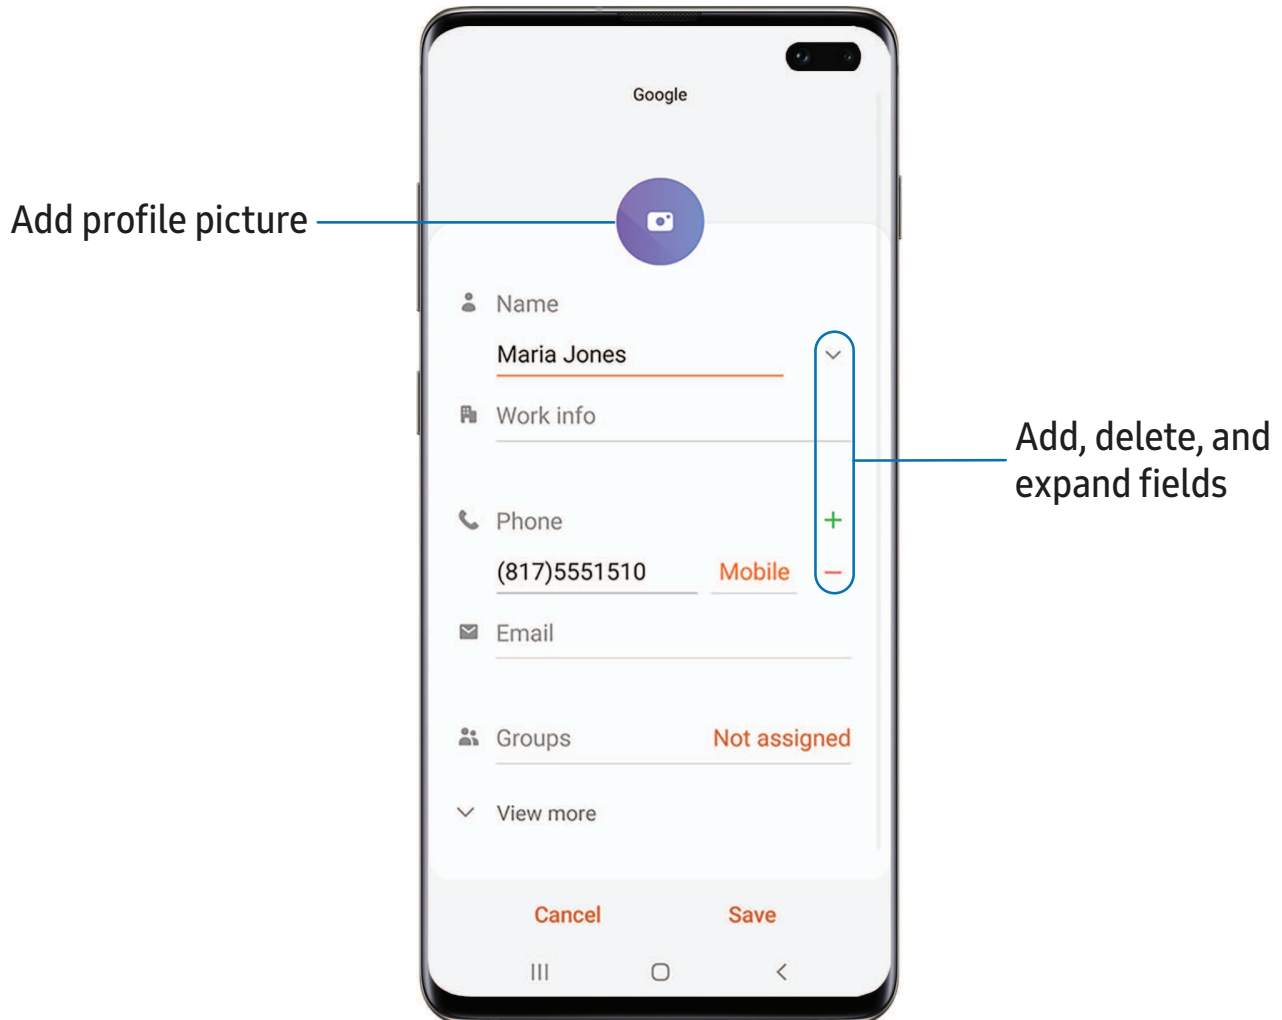 Google
Add profile picture
Name
Maria Jones
Work info
Add, delete, and
expand fields
Phone
(817)5551510 Mobile
Email
Groups Not assigned
View more
Cancel Save